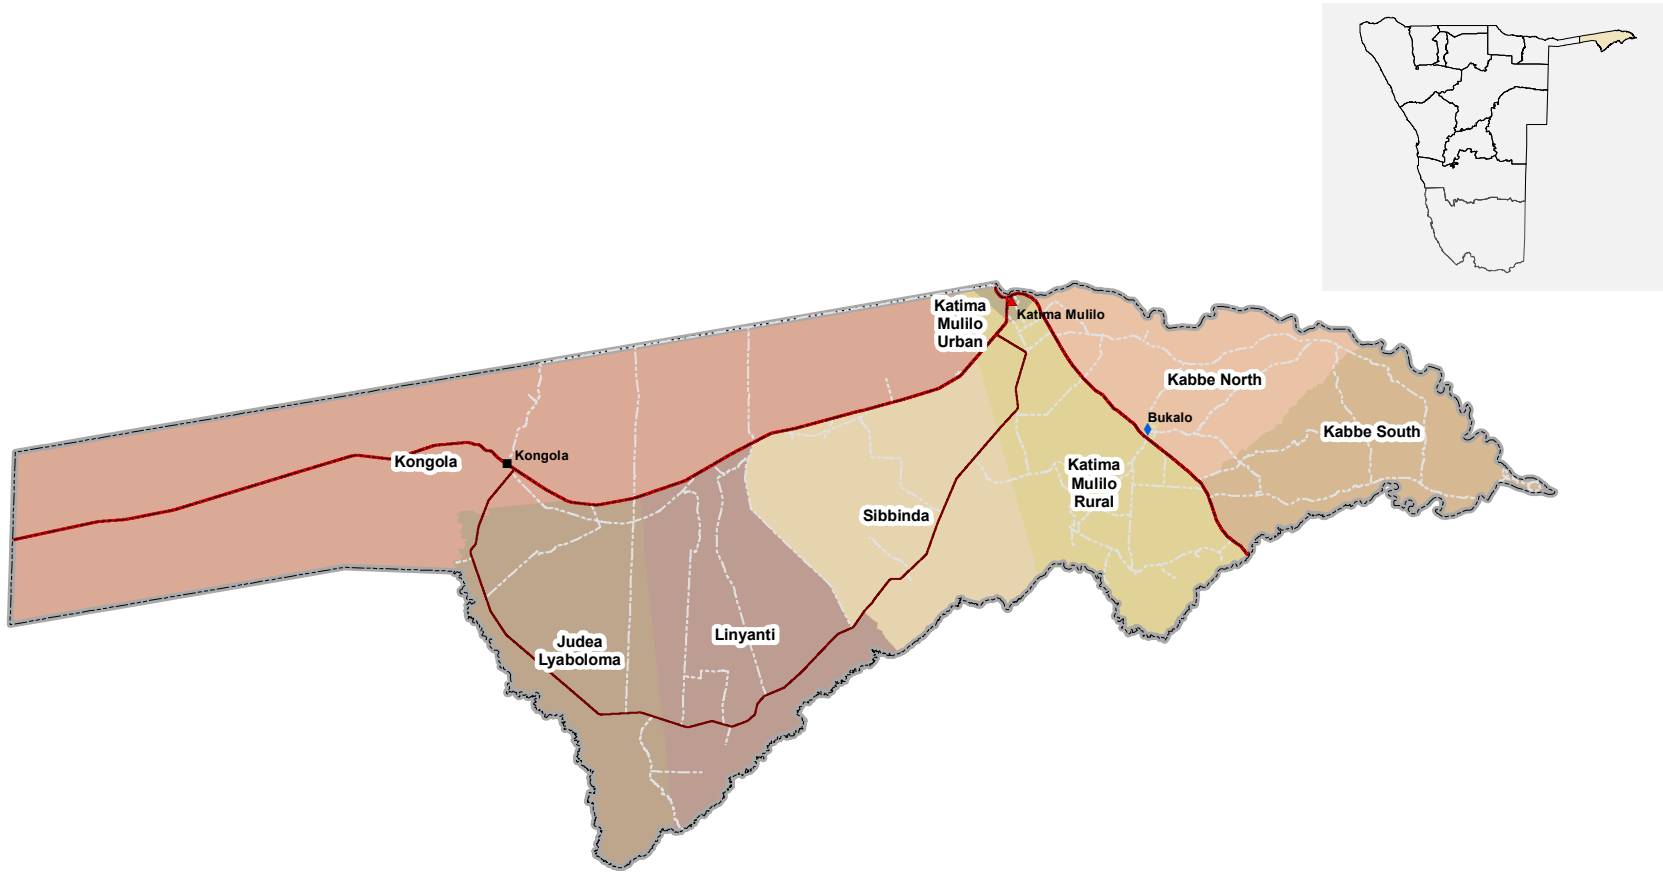 Katima
Mulilo
Urban
Katima Mulilo
Kabbe North
Bukalo
Kabbe South
Kongola
Kongola
Katima
Mulilo
Rural
Sibbinda
Linyanti
Judea
Lyaboloma